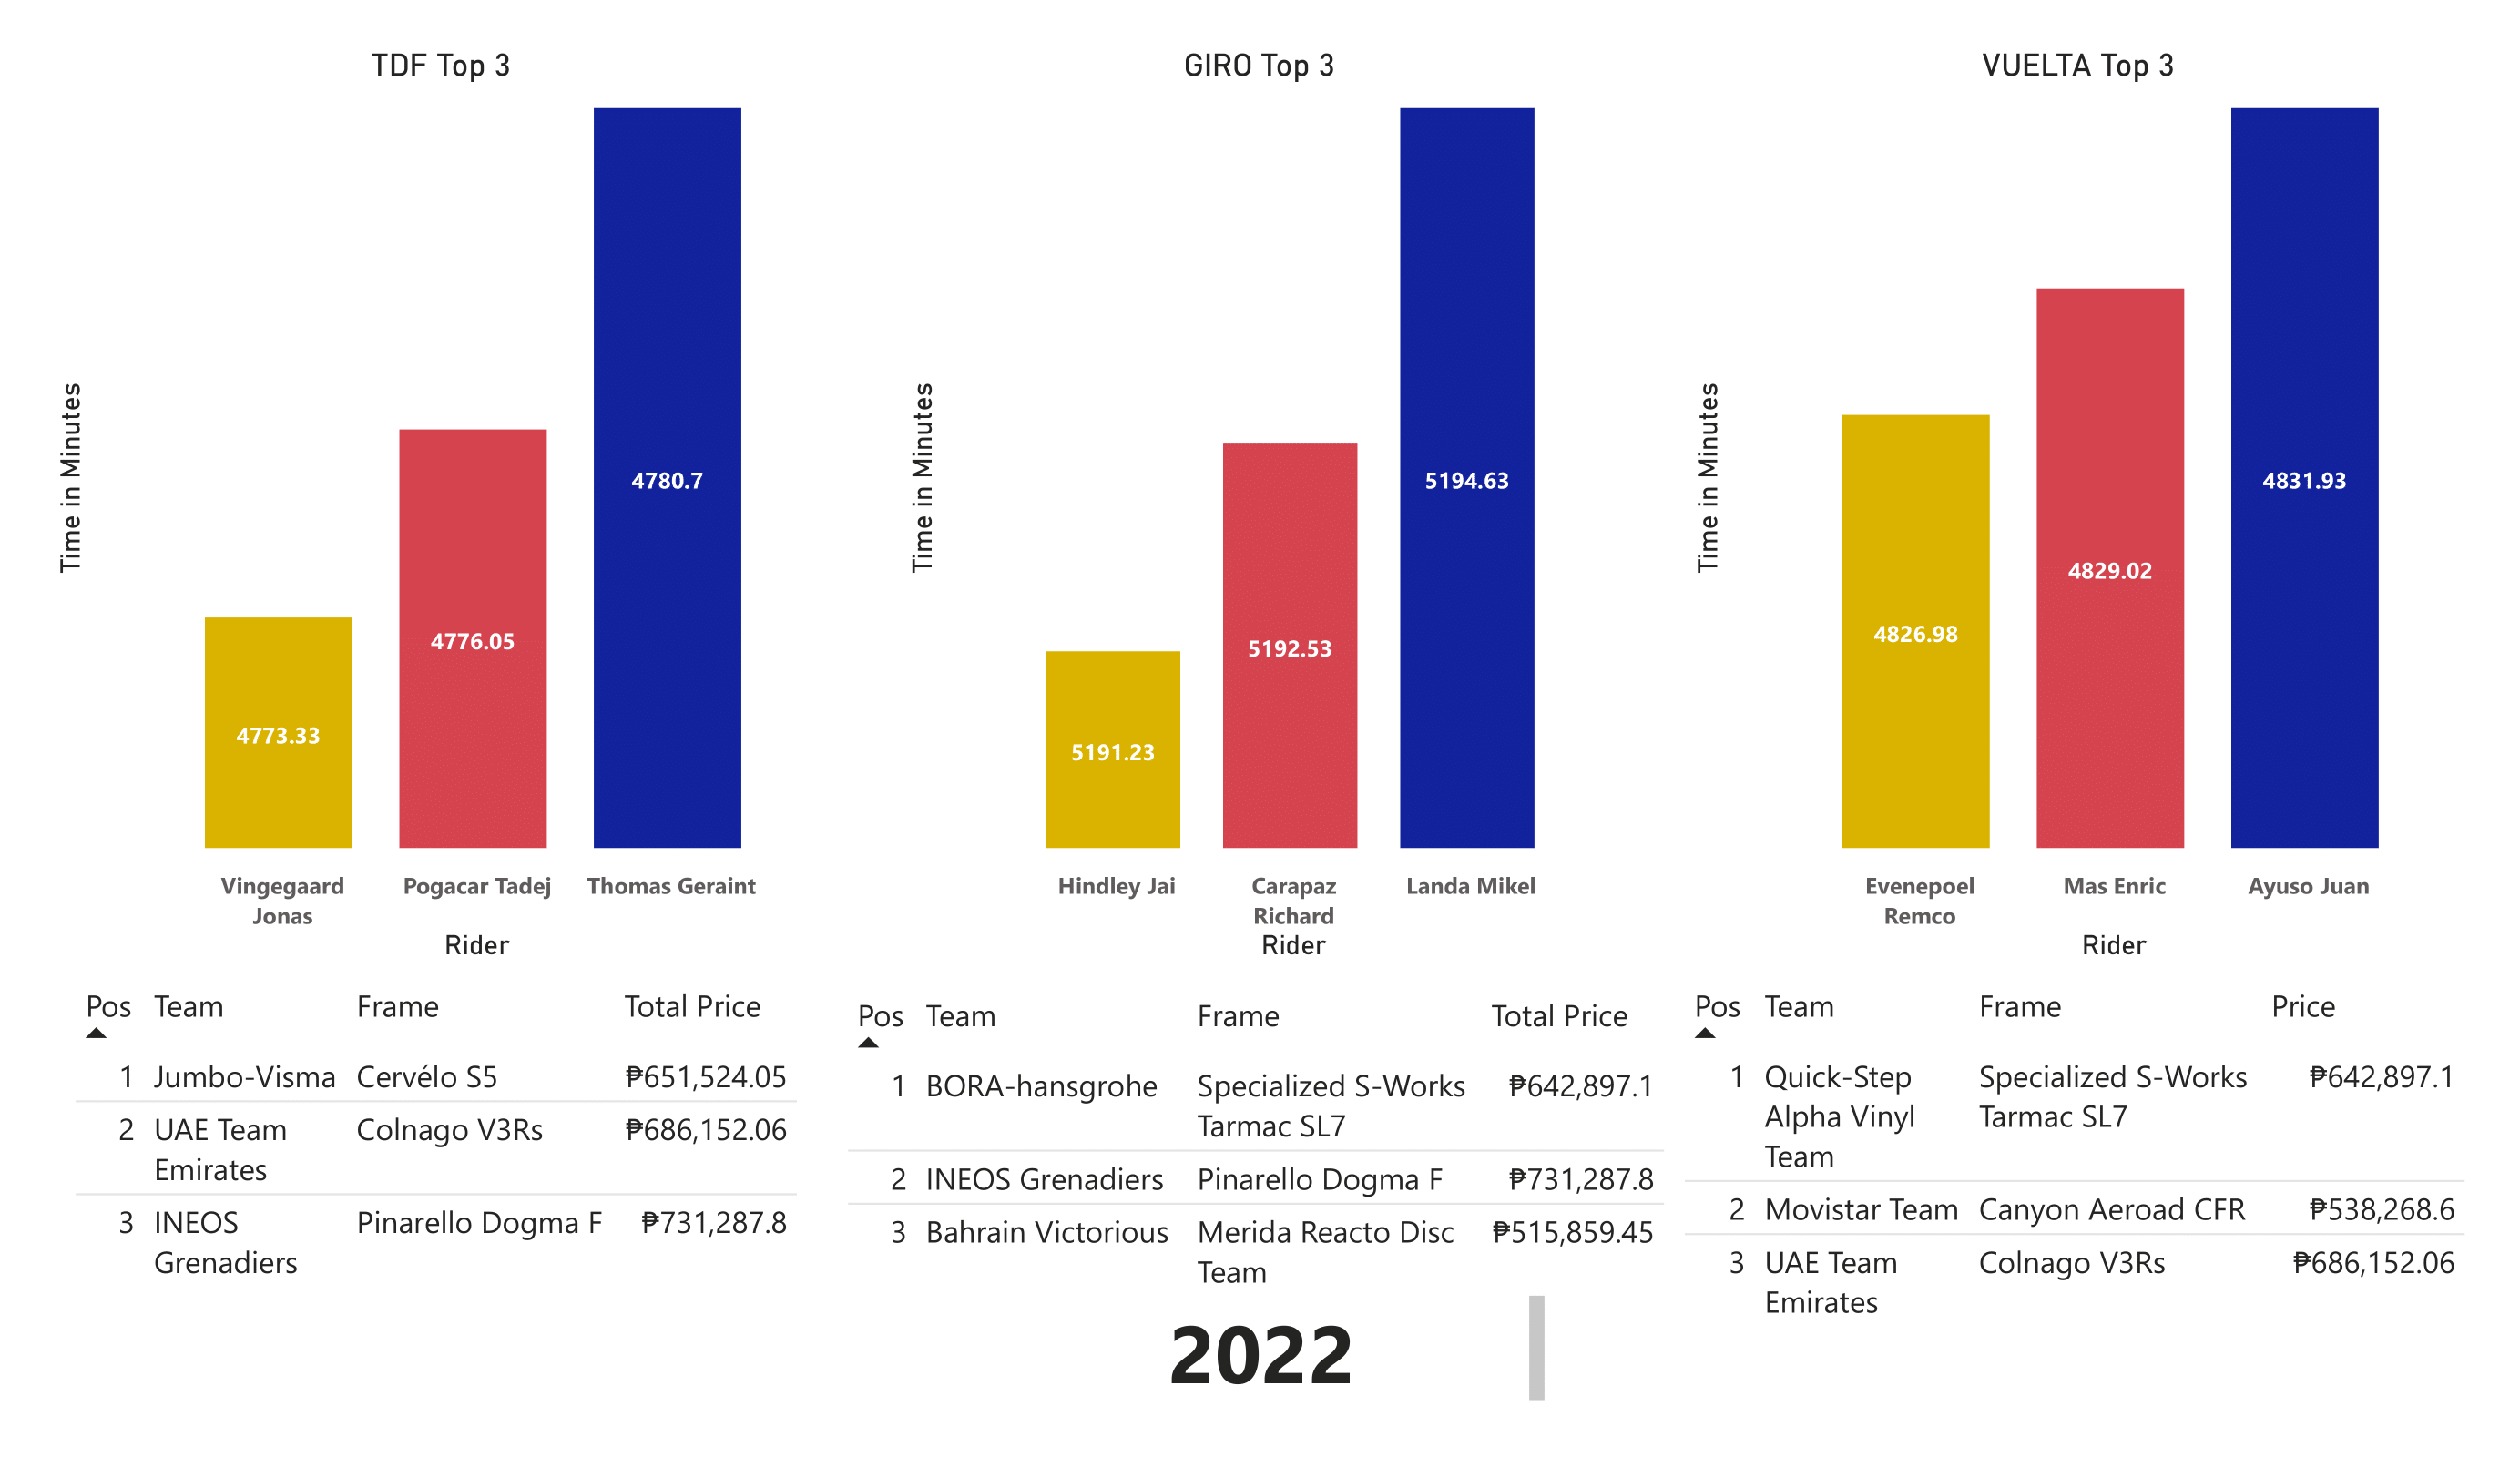 TDF Top 3
Time in Minutes
4773.33
4776.05
4780.7
Vingegaard
Jonas
Pogacar Tadej
Thomas Geraint
Rider
Pos Team Frame Total Price
1 Jumbo-Visma Cervélo S5 ₱651,524.05
2 UAE Team Colnago V3Rs ₱686,152.06
Emirates
3 INEOS Pinarello Dogma F ₱731,287.8
Grenadiers
GIRO Top 3
Time in Minutes
5191.23
5192.53
5194.63
Hindley Jai
Carapaz
Richard
Landa Mikel
Rider
Pos Team Frame Total Price
1 BORA-hansgrohe Specialized S-Works ₱642,897.1
Tarmac SL7
2 INEOS Grenadiers Pinarello Dogma F ₱731,287.8
3 Bahrain Victorious Merida Reacto Disc ₱515,859.45
Team
VUELTA Top 3
Time in Minutes
4826.98
4829.02
4831.93
Evenepoel
Remco
Mas Enric
Ayuso Juan
Rider
Pos Team Frame Price
1 Quick-Step Specialized S-Works ₱642,897.1
Alpha Vinyl Tarmac SL7
Team
2 Movistar Team Canyon Aeroad CFR ₱538,268.6
3 UAE Team Colnago V3Rs ₱686,152.06
Emirates
2022